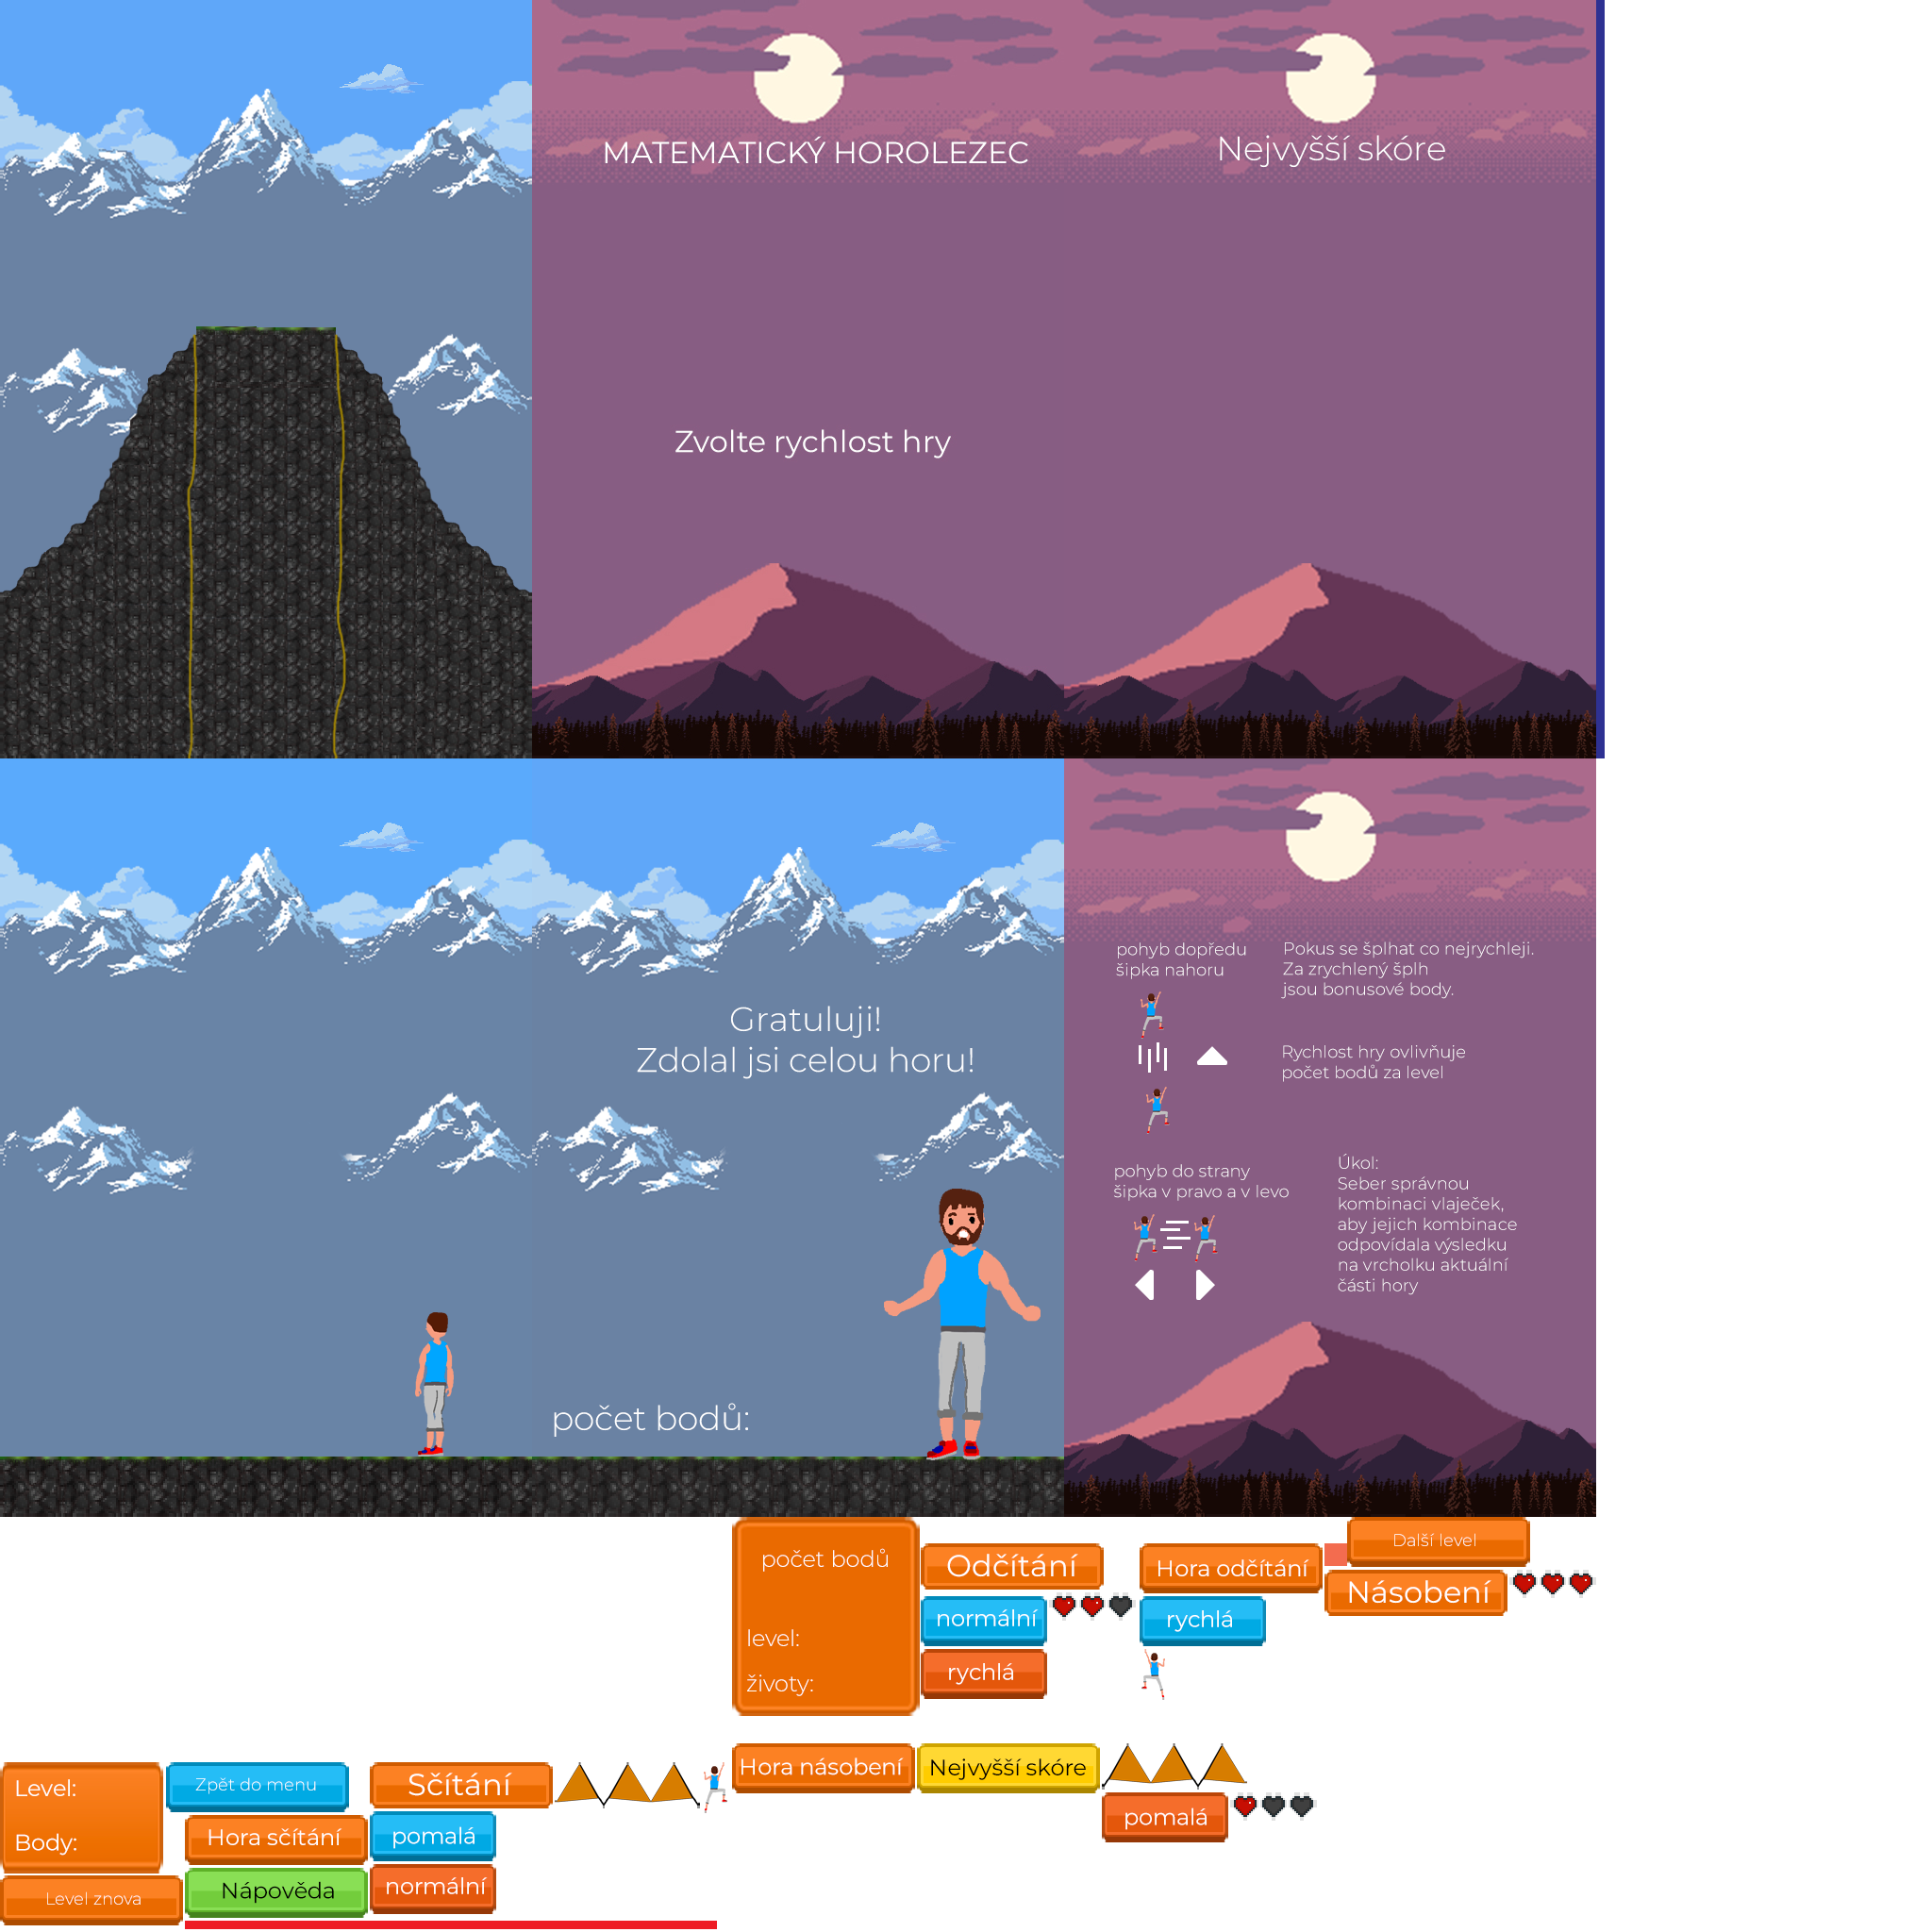 MATEMATICKÝ HOROLEZEC
Zvolte rychlost hry
Nejvyšší skóre
Gratuluji!
Zdolal jsi celou horu!
počet bodů:
pohyb dopředu
šipka nahoru
Pokus se šplhat co nejrychleji.
Za zrychlený šplh
jsou bonusové body.
Rychlost hry ovlivňuje
počet bodů za level
pohyb do strany
šipka v pravo a v levo
Úkol:
Seber správnou
kombinaci vlaječek,
aby jejich kombinace
odpovídala výsledku
na vrcholku aktuální
části hory
počet bodů
level:
životy:
Odčítání
normální
rychlá
Hora odčítání
rychlá
Další level
Násobení
Level:
Body:
Level znova
Zpět do menu
Hora sčítání
Nápověda
Sčítání
pomalá
normální
Hora násobení
Nejvyšší skóre
pomalá